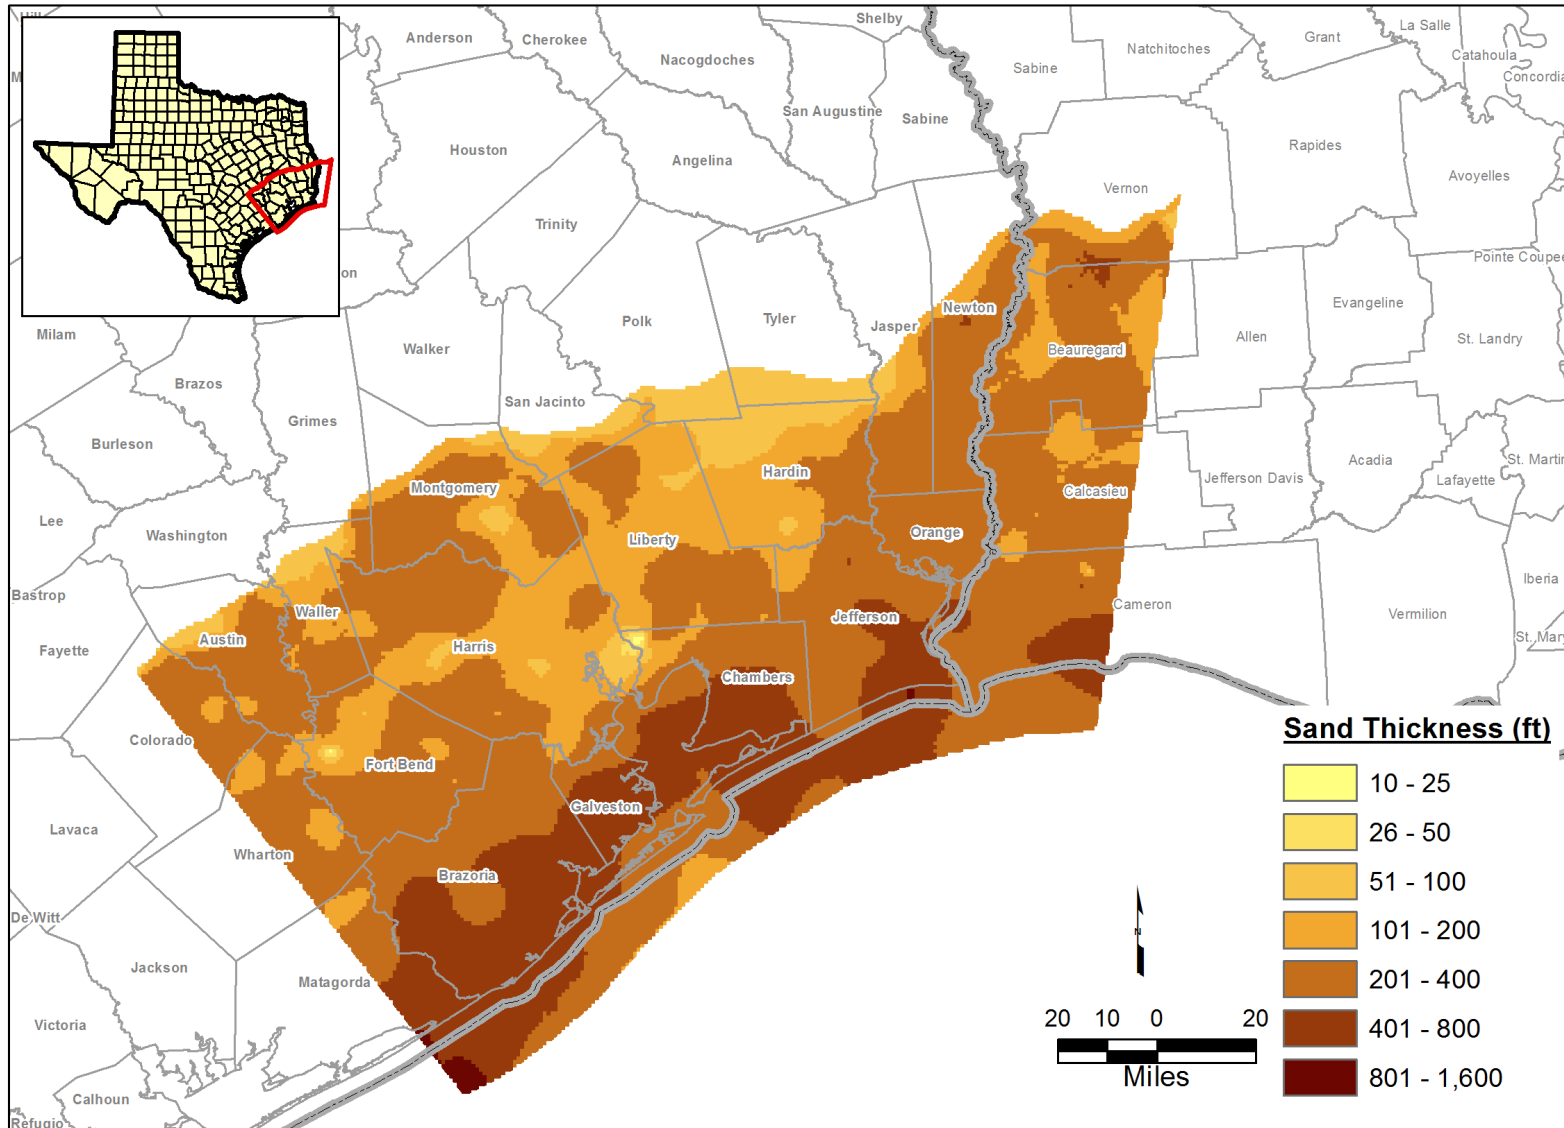 Shelby
Anderson
Cherokee
Nacogdoches
Sabine
Natchitoches
Grant
La Salle
Catahoula
Concordia
San Augustine
Sabine
Houston
Angelina
Rapides
Avoyelles
Vernon
Trinity
on
Pointe Coupee
Milam
Walker
Polk
Tyler
Jasper
Newton
Evangeline
Allen
St. Landry
Beauregard
Brazos
San Jacinto
Grimes
Burleson
Hardin
Montgomery
Jefferson Davis
Acadia
St. Martin
Lafayette
Calcasieu
Lee
Washington
Liberty
Orange
Bastrop
Iberia
Waller
Jefferson
Cameron
Vermilion
Austin
Harris
St. Mary
Fayette
Chambers
Colorado
Fort Bend
Galveston
Lavaca
Wharton
Brazoria
De Witt
Jackson
Matagorda
Victoria
Calhoun
Refugio
Sand Thickness (ft)
10 - 25
26 - 50
51 - 100
101 - 200
201 - 400
401 - 800
801 - 1,600
N
20 10 0 20
Miles